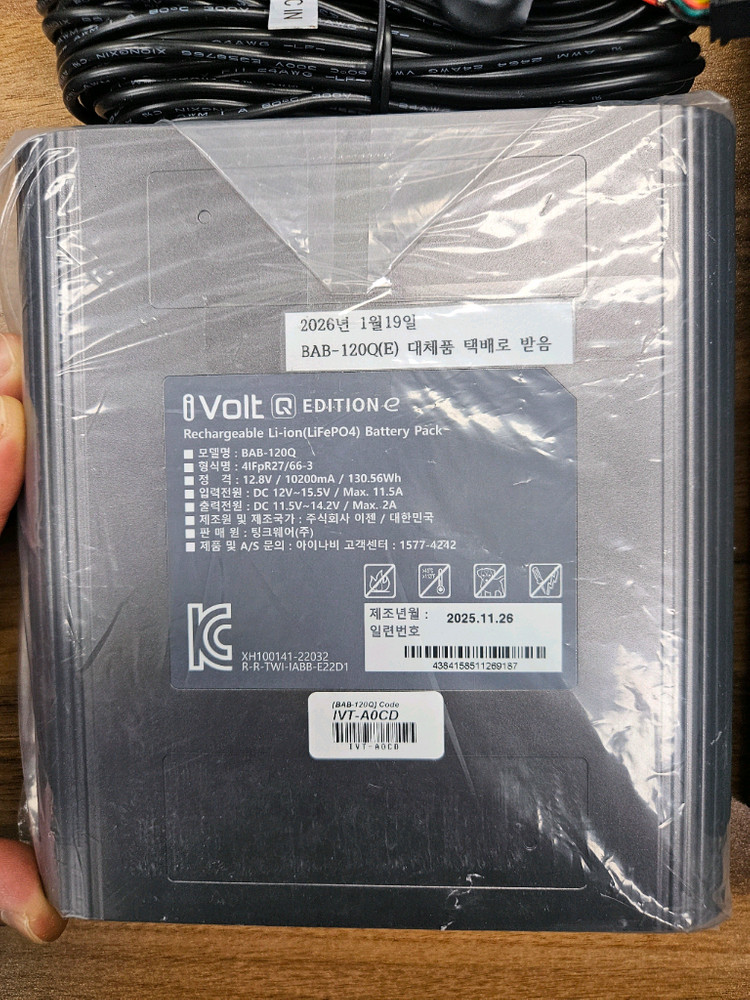 C IN
2026년 1월19일
BAB-120Q(E) 대체품 택배로 받음
iVolt Q EDITION e
Rechargeable Li-ion(LiFePO4) Battery Pack
■ 모델명 : BAB-120Q
■ 형식명 : 4IFpR27/66-3
■ 정 격 : 12.8V / 10200mA / 130.56Wh
■ 입력전원 : DC 12V~15.5V / Max. 11.5A
■ 출력전원 : DC 11.5V~14.2V / Max. 2A
■ 제조원 및 제조국가 : 주식회사 이젠 / 대한민국
■ 판 매 원 : 팅크웨어(주)
■ 제품 및 A/S 문의 : 아이나비 고객센터 : 1577-4242
제조년월 : 2025.11.26
일련번호
4384158511269187
XH100141-22032
R-R-TWI-IABB-E22D1
[BAB-120Q] Code
IVT-A0CD
IVT-A0CD